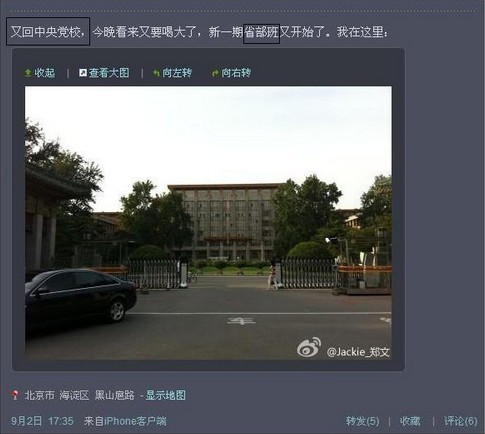 又回中央党校，今晚看来又要喝大了，新一期省部班又开始了。我在这里：
收起 | 查看大图 | 向左转 向右转
车
@Jackie_郑文
北京市 海淀区 黑山扈路 - 显示地图
9月2日 17:35 来自iPhone客户端 转发(5) | 收藏 | 评论(6)